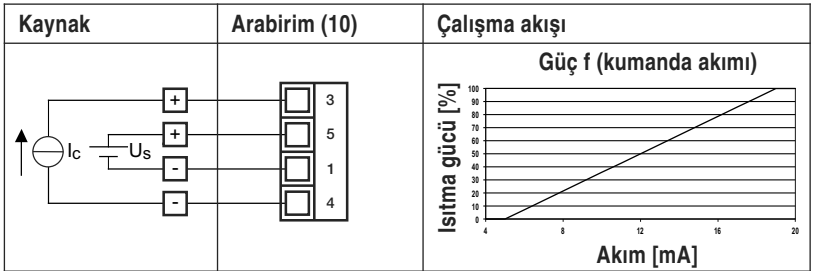 Kaynak
Arabirim (10)
Çalışma akışı
+
+
-
-
Ic
Us
3
5
1
4
Güç f (kumanda akımı)
Isıtma gücü [%]
100
90
80
70
60
50
40
30
20
10
0
4 8 12 16 20
Akım [mA]